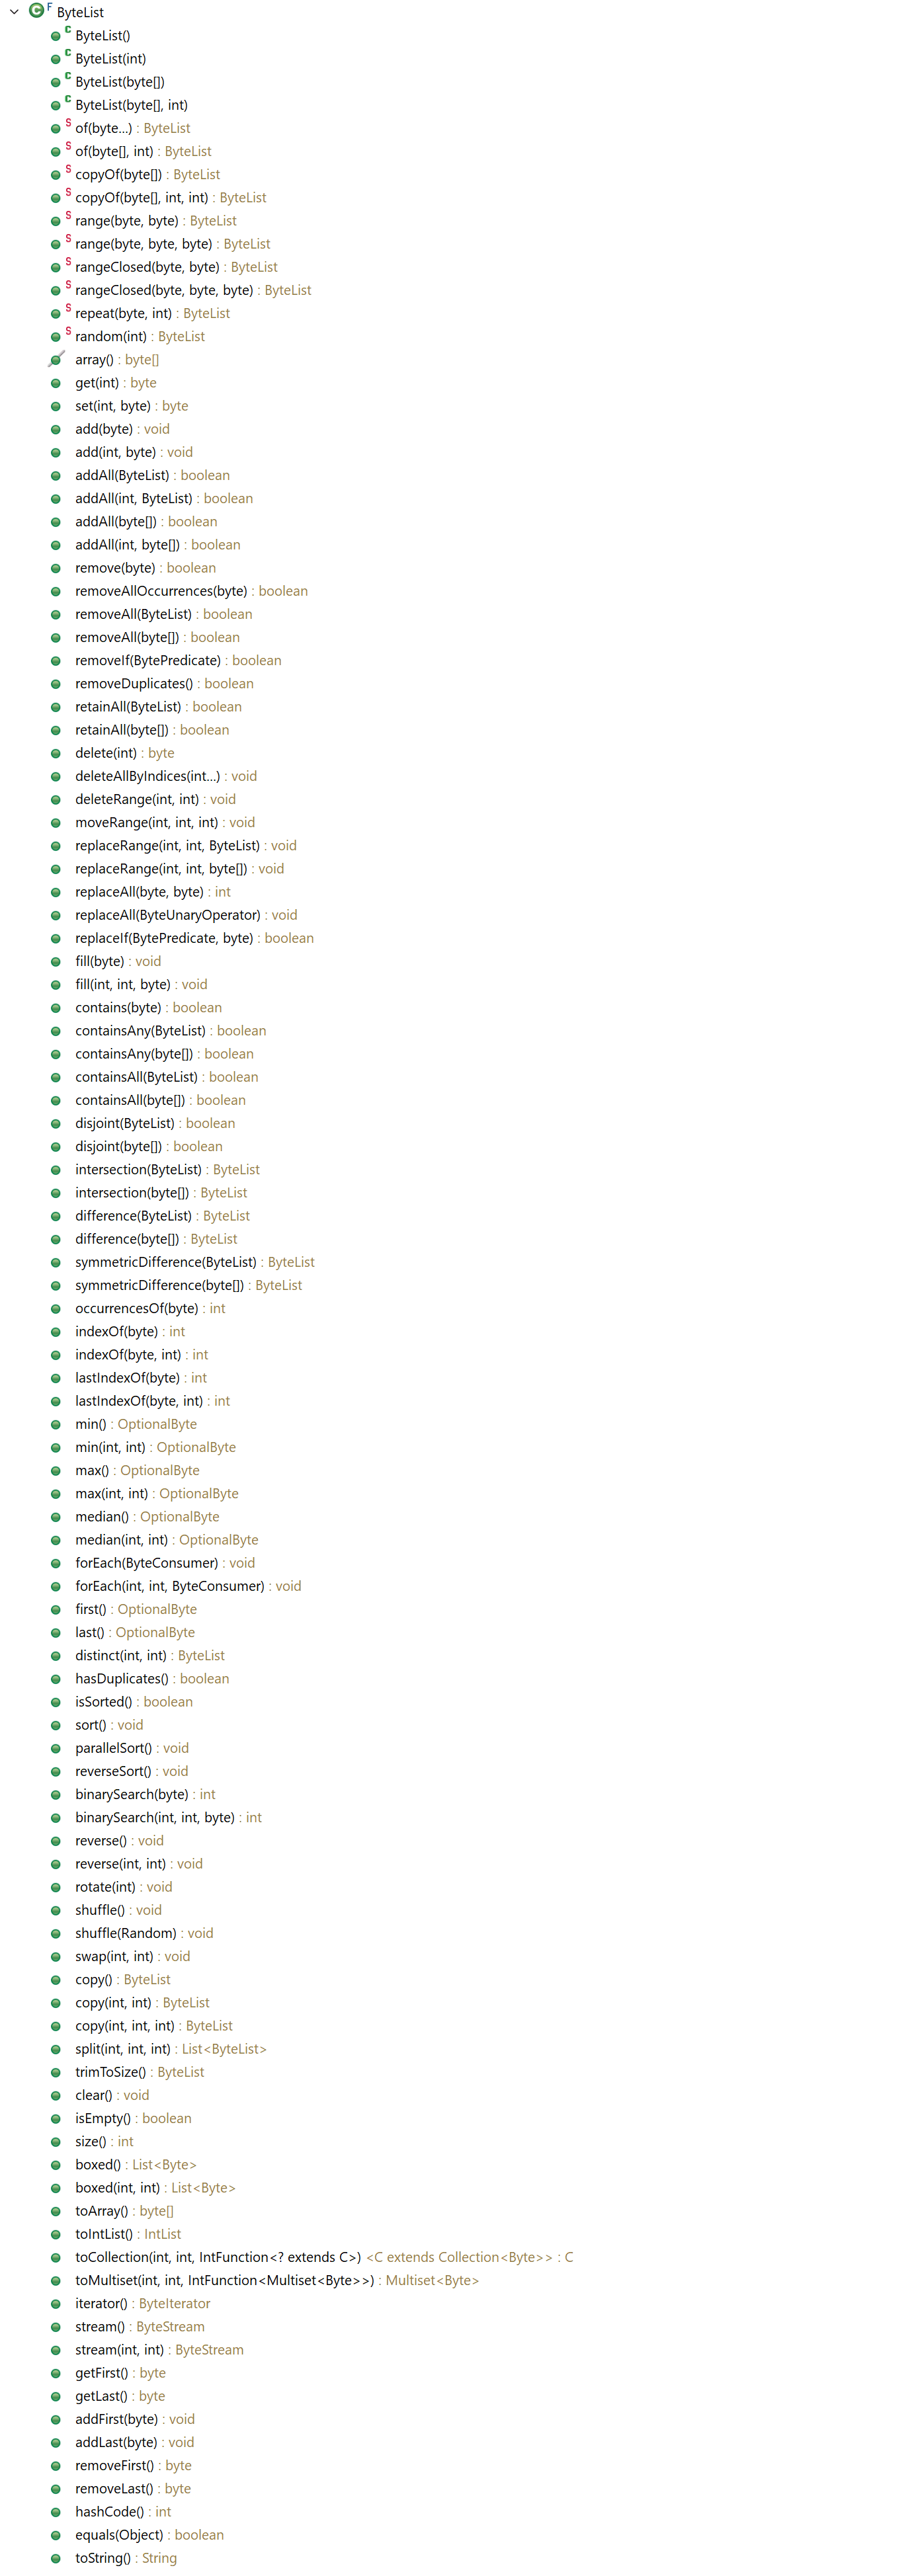 F ByteList
C ByteList()
C ByteList(int)
C ByteList(byte[])
C ByteList(byte[], int)
S of(byte...) : ByteList
S of(byte[], int) : ByteList
S copyOf(byte[]) : ByteList
S copyOf(byte[], int, int) : ByteList
S range(byte, byte) : ByteList
S range(byte, byte, byte) : ByteList
S rangeClosed(byte, byte) : ByteList
S rangeClosed(byte, byte, byte) : ByteList
S repeat(byte, int) : ByteList
S random(int) : ByteList
array() : byte[]
get(int) : byte
set(int, byte) : byte
add(byte) : void
add(int, byte) : void
addAll(ByteList) : boolean
addAll(int, ByteList) : boolean
addAll(byte[]) : boolean
addAll(int, byte[]) : boolean
remove(byte) : boolean
removeAllOccurrences(byte) : boolean
removeAll(ByteList) : boolean
removeAll(byte[]) : boolean
removeIf(BytePredicate) : boolean
removeDuplicates() : boolean
retainAll(ByteList) : boolean
retainAll(byte[]) : boolean
delete(int) : byte
deleteAllByIndices(int...) : void
deleteRange(int, int) : void
moveRange(int, int, int) : void
replaceRange(int, int, ByteList) : void
replaceRange(int, int, byte[]) : void
replaceAll(byte, byte) : int
replaceAll(ByteUnaryOperator) : void
replaceIf(BytePredicate, byte) : boolean
fill(byte) : void
fill(int, int, byte) : void
contains(byte) : boolean
containsAny(ByteList) : boolean
containsAny(byte[]) : boolean
containsAll(ByteList) : boolean
containsAll(byte[]) : boolean
disjoint(ByteList) : boolean
disjoint(byte[]) : boolean
intersection(ByteList) : ByteList
intersection(byte[]) : ByteList
difference(ByteList) : ByteList
difference(byte[]) : ByteList
symmetricDifference(ByteList) : ByteList
symmetricDifference(byte[]) : ByteList
occurrencesOf(byte) : int
indexOf(byte) : int
indexOf(byte, int) : int
lastIndexOf(byte) : int
lastIndexOf(byte, int) : int
min() : OptionalByte
min(int, int) : OptionalByte
max() : OptionalByte
max(int, int) : OptionalByte
median() : OptionalByte
median(int, int) : OptionalByte
forEach(ByteConsumer) : void
forEach(int, int, ByteConsumer) : void
first() : OptionalByte
last() : OptionalByte
distinct(int, int) : ByteList
hasDuplicates() : boolean
isSorted() : boolean
sort() : void
parallelSort() : void
reverseSort() : void
binarySearch(byte) : int
binarySearch(int, int, byte) : int
reverse() : void
reverse(int, int) : void
rotate(int) : void
shuffle() : void
shuffle(Random) : void
swap(int, int) : void
copy() : ByteList
copy(int, int) : ByteList
copy(int, int, int) : ByteList
split(int, int, int) : List<ByteList>
trimToSize() : ByteList
clear() : void
isEmpty() : boolean
size() : int
boxed() : List<Byte>
boxed(int, int) : List<Byte>
toArray() : byte[]
toIntList() : IntList
toCollection(int, int, IntFunction<? extends C>) <C extends Collection<Byte>> : C
toMultiset(int, int, IntFunction<Multiset<Byte>>) : Multiset<Byte>
iterator() : ByteIterator
stream() : ByteStream
stream(int, int) : ByteStream
getFirst() : byte
getLast() : byte
addFirst(byte) : void
addLast(byte) : void
removeFirst() : byte
removeLast() : byte
hashCode() : int
equals(Object) : boolean
toString() : String